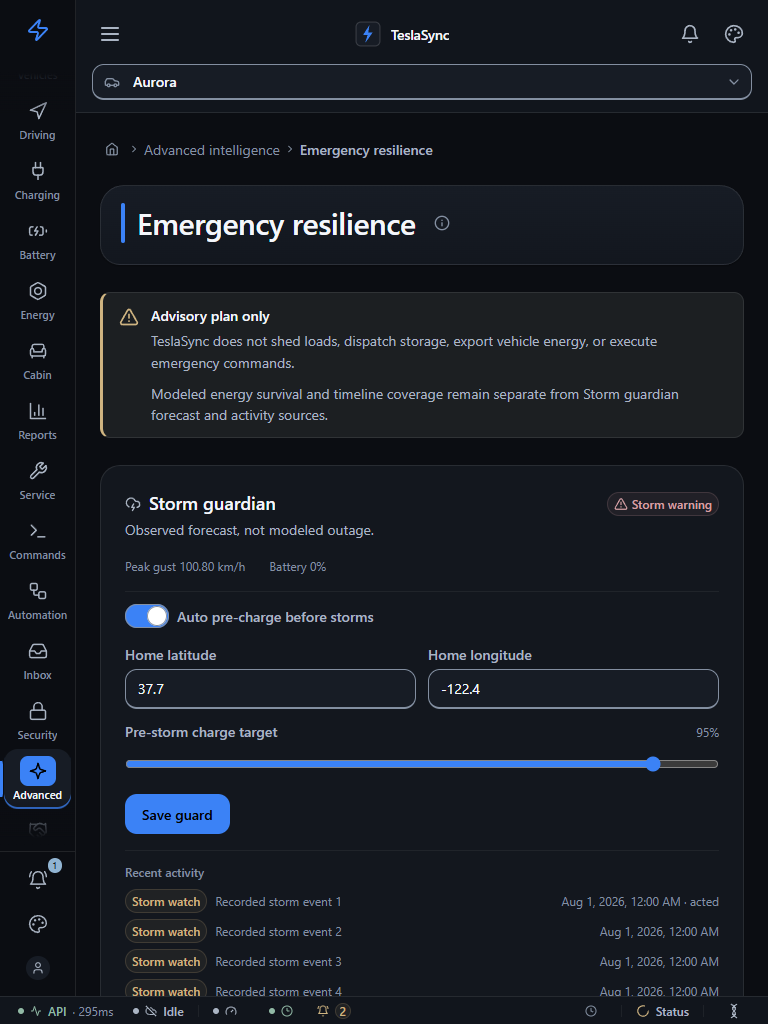 TeslaSync
Aurora
Driving
Charging
Battery
Energy
Cabin
Reports
Service
Commands
Automation
Inbox
Security
Advanced
1
Advanced intelligence
Emergency resilience
Emergency resilience
Advisory plan only
TeslaSync does not shed loads, dispatch storage, export vehicle energy, or execute
emergency commands.
Modeled energy survival and timeline coverage remain separate from Storm guardian
forecast and activity sources.
Storm guardian
Storm warning
Observed forecast, not modeled outage.
Peak gust 100.80 km/h Battery 0%
Auto pre-charge before storms
Home latitude Home longitude
37.7 -122.4
Pre-storm charge target 95%
Save guard
Recent activity
Storm watch Recorded storm event 1 Aug 1, 2026, 12:00 AM · acted
Storm watch Recorded storm event 2 Aug 1, 2026, 12:00 AM
Storm watch Recorded storm event 3 Aug 1, 2026, 12:00 AM
Storm watch Recorded storm event 4 Aug 1, 2026, 12:00 AM
API · 295ms Idle 2 Status